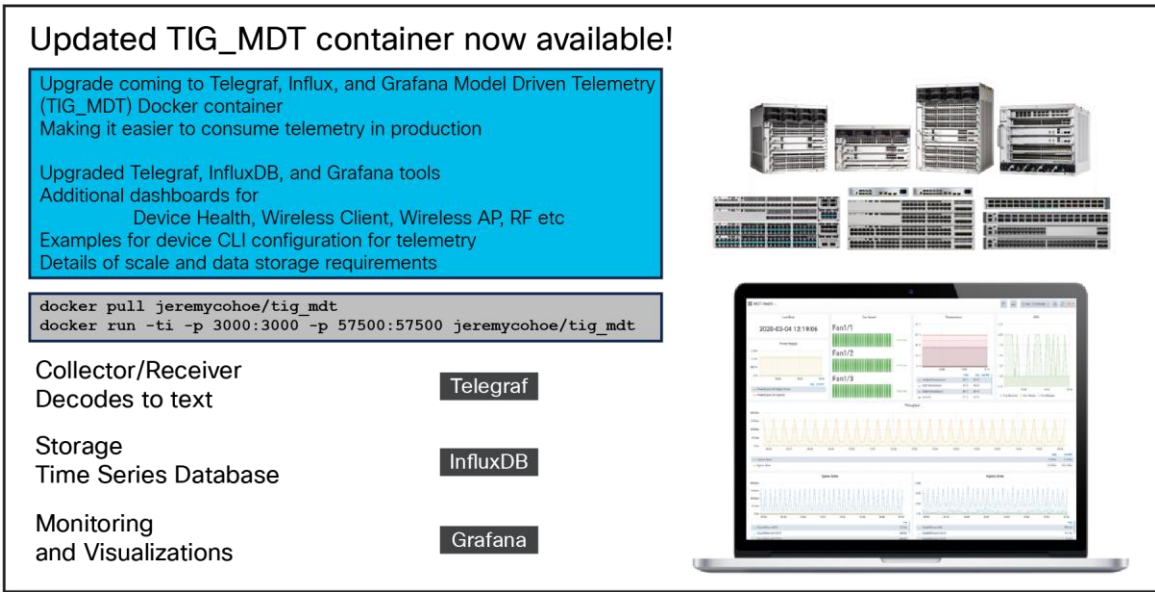 Updated TIG_MDT container now available!
Upgrade coming to Telegraf, Influx, and Grafana Model Driven Telemetry
(TIG_MDT) Docker container
Making it easier to consume telemetry in production
Upgraded Telegraf, InfluxDB, and Grafana tools
Additional dashboards for
Device Health, Wireless Client, Wireless AP, RF etc
Examples for device CLI configuration for telemetry
Details of scale and data storage requirements
docker pull jeremycohoe/tig_mdt
docker run -ti -p 3000:3000 -p 57500:57500 jeremycohoe/tig_mdt
Collector/Receiver
Decodes to text
Telegraf
Storage
Time Series Database
InfluxDB
Monitoring
and Visualizations
Grafana
2020-03-04 12:19:06
Fan1/1
Fan1/2
Fan1/3